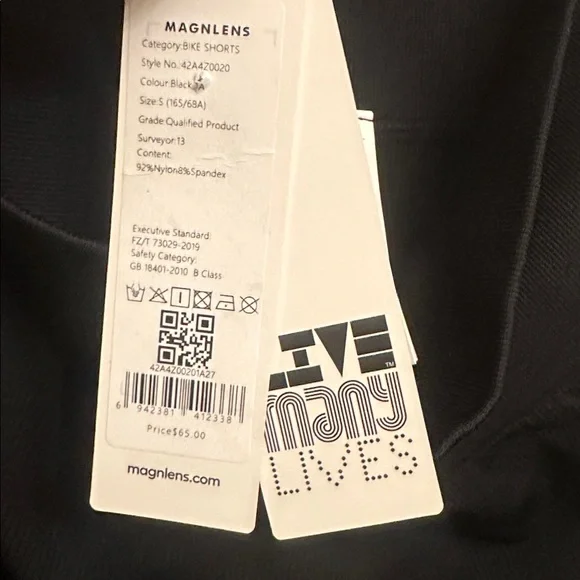 MAGNLENS
Category:BIKE SHORTS
Style No.:42A4Z0020
Colour:Black 1A
Size:S (165/68A)
Grade:Qualified Product
Surveyor:13
Content:
92%Nylon8%Spandex
Executive Standard:
FZ/T 73029-2019
Safety Category:
GB 18401-2010 B Class
42A4Z00201A27
6 942381 412338
Price:$65.00
magnlens.com
LIVE
TM
many
LIVES